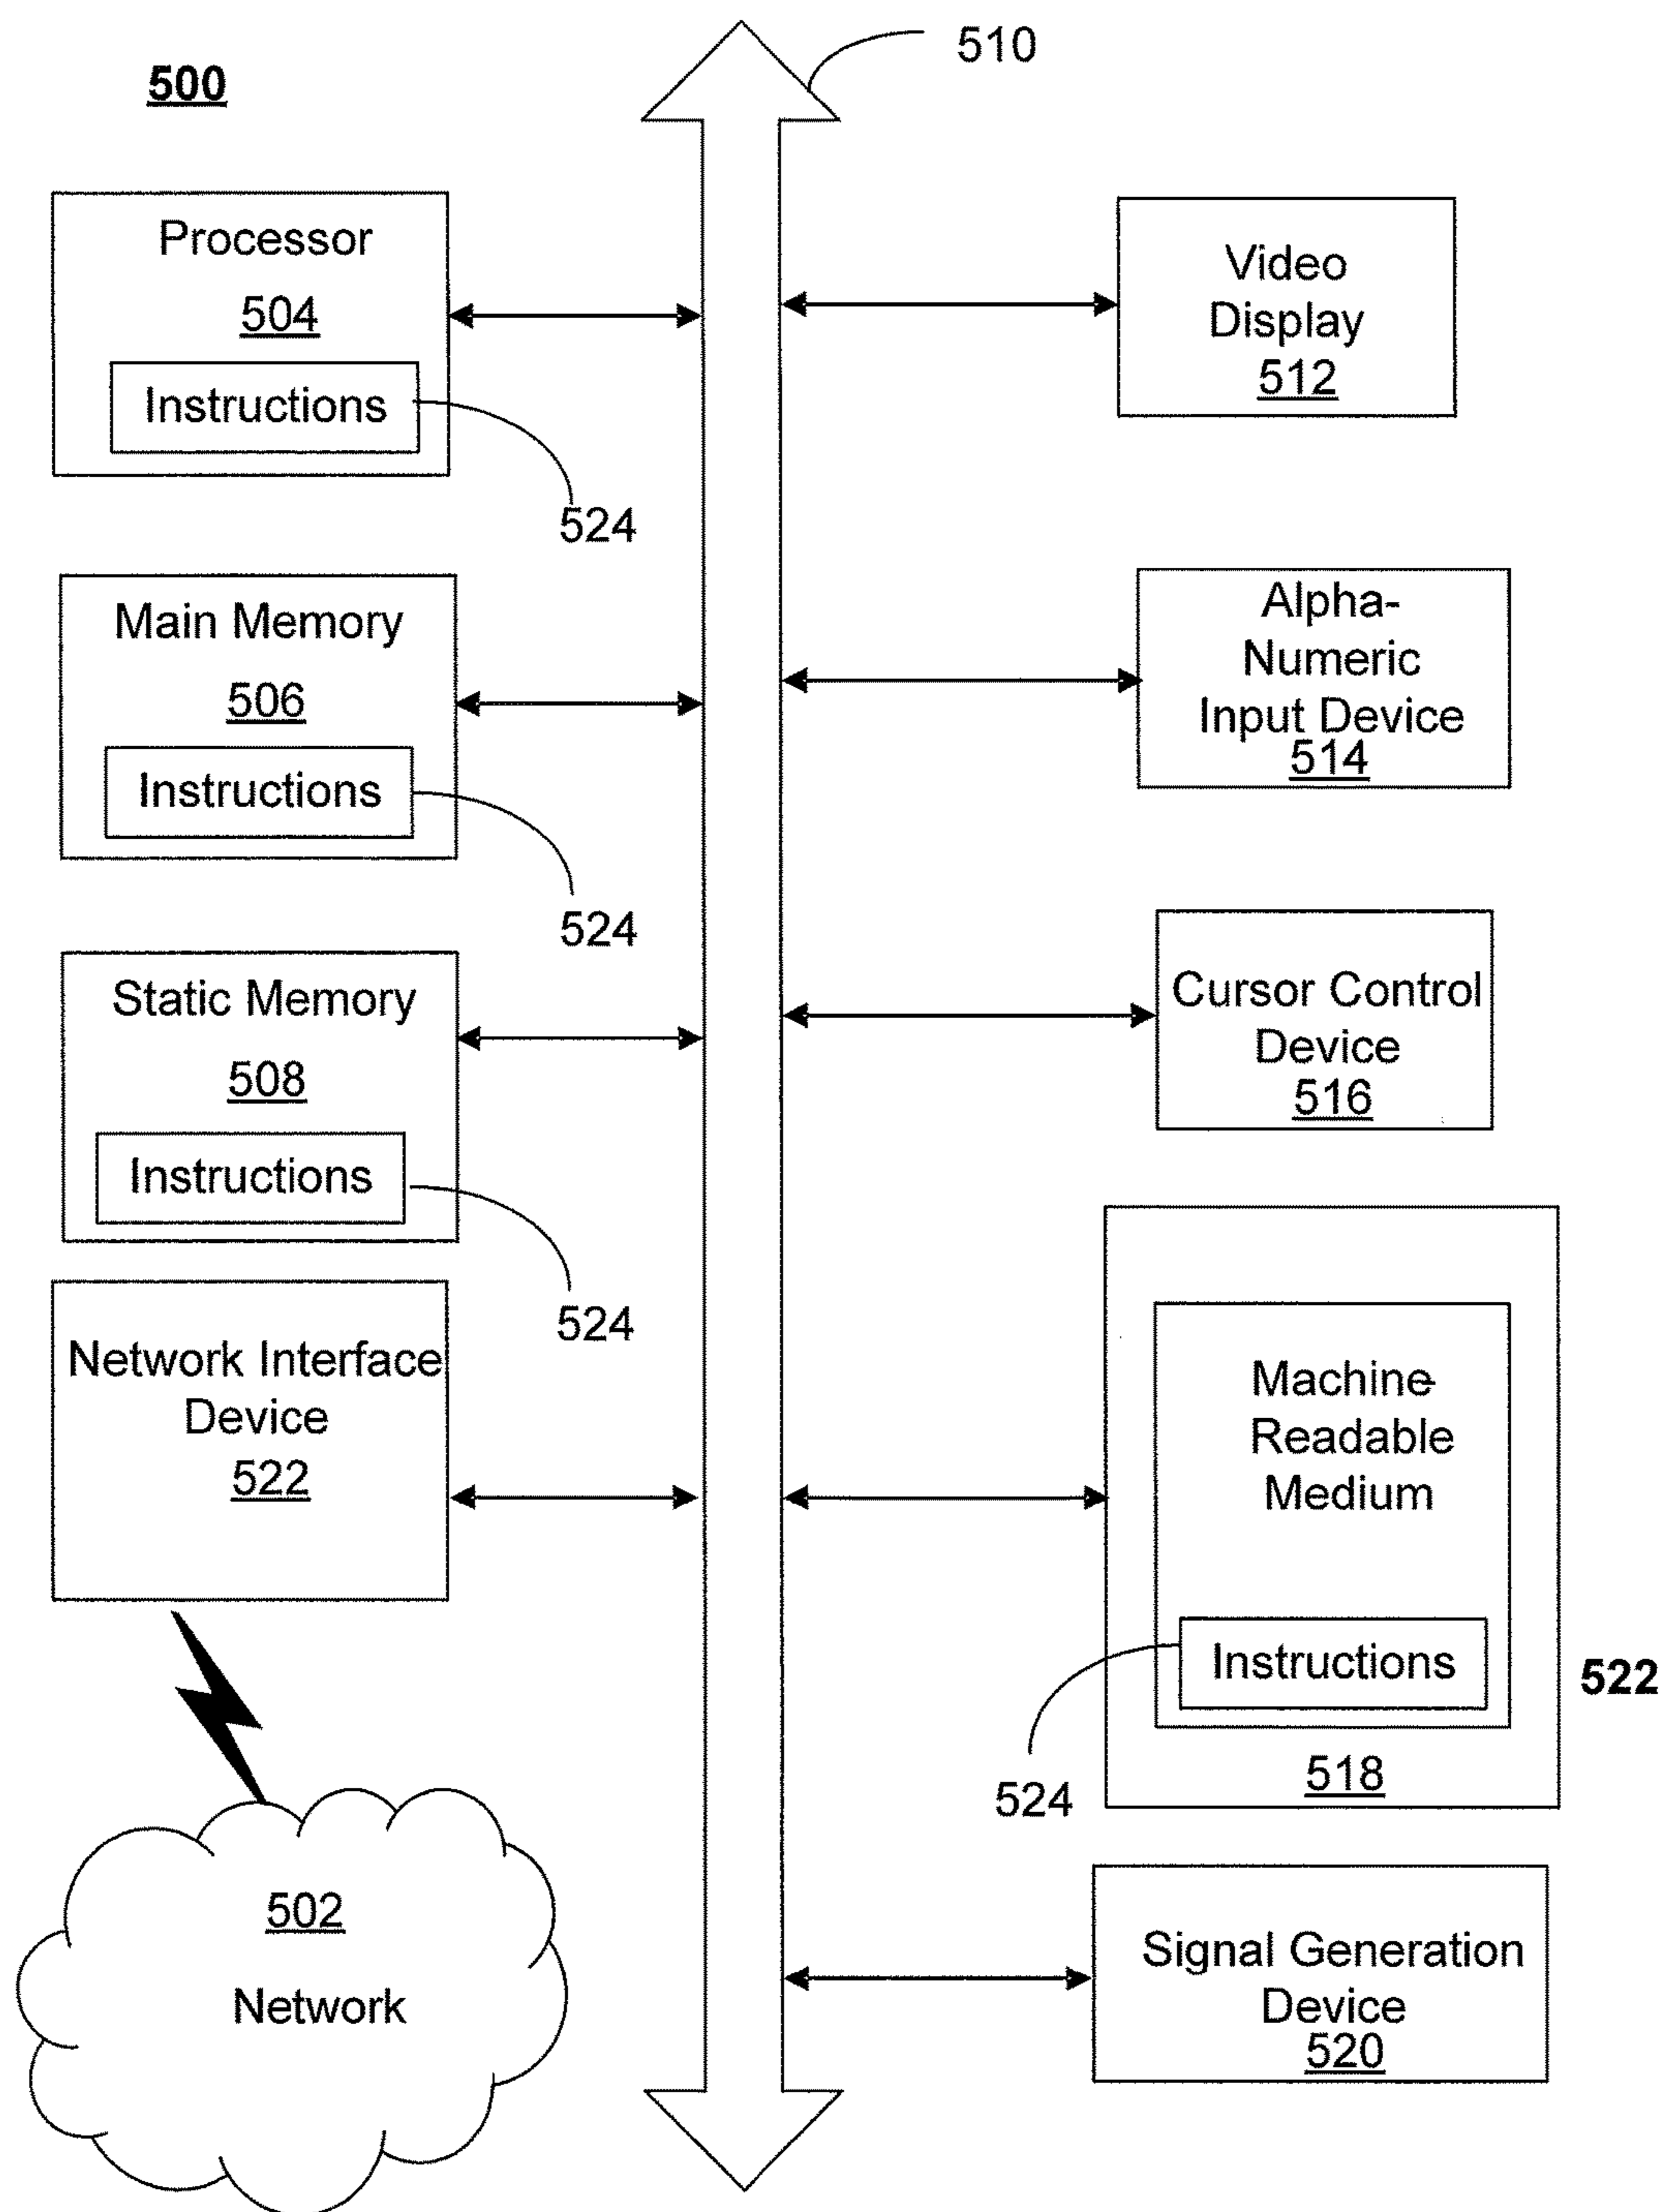 500
510
Processor
504
Instructions
524
Main Memory
506
Instructions
524
Static Memory
508
Instructions
524
Network Interface
Device
522
502
Network
Video
Display
512
Alpha-
Numeric
Input Device
514
Cursor Control
Device
516
Machine-
Readable
Medium
Instructions
522
524
518
Signal Generation
Device
520